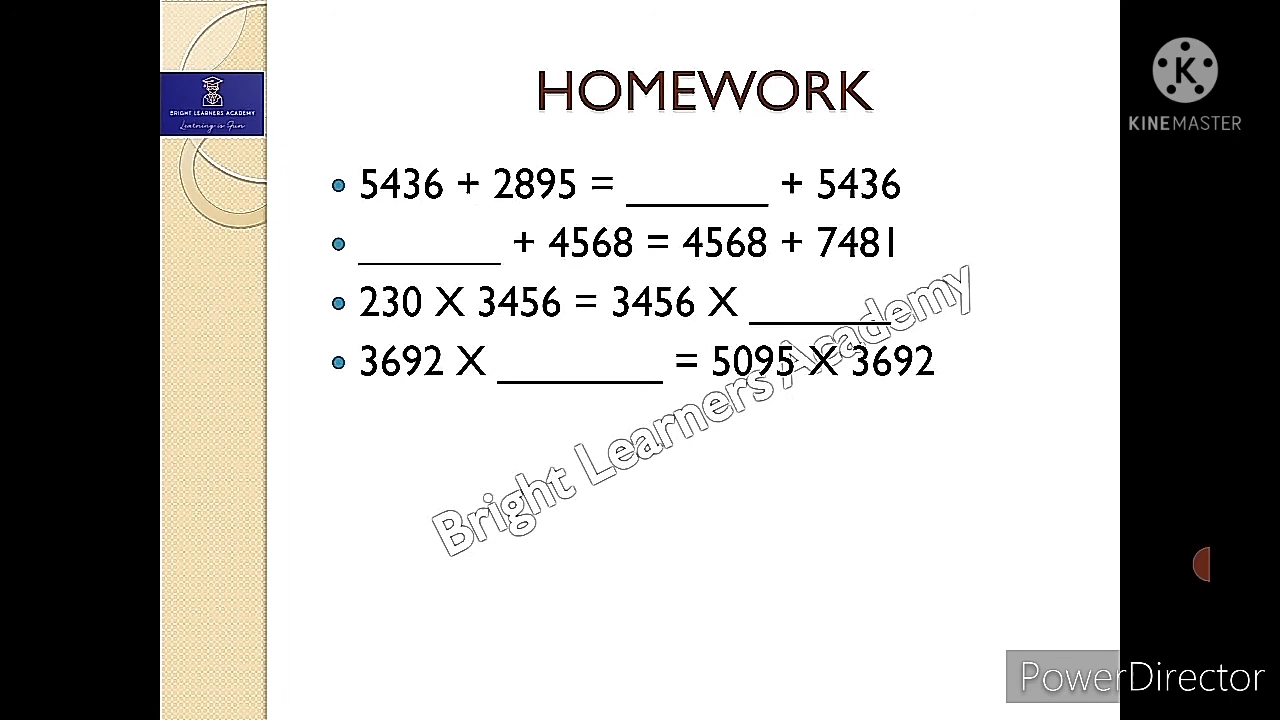 HOMEWORK
BRIGHT LEARNERS ACADEMY
Learning is Fun
K
KINEMASTER
5436 + 2895 = _______ + 5436
_______ + 4568 = 4568 + 7481
230 X 3456 = 3456 X _______
3692 X ________ = 5095 X 3692
Bright Learners Academy
PowerDirector